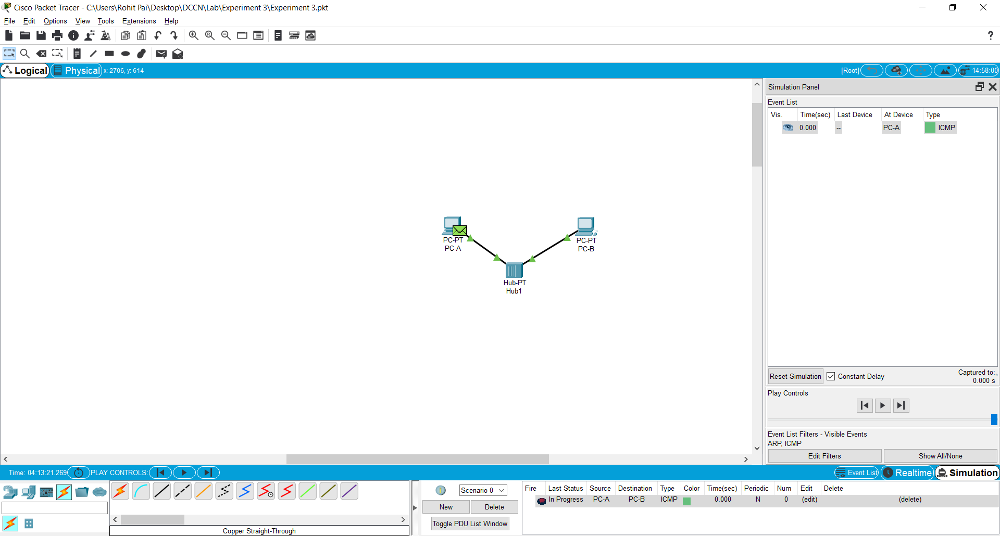 Cisco Packet Tracer - C:\Users\Rohit Pai\Desktop\DCCN\Lab\Experiment 3\Experiment 3.pkt
File Edit Options View Tools Extensions Help
?
Logical Physical x: 2706, y: 614 [Root] 14:58:00
Simulation Panel
Event List
Vis. Time(sec) Last Device At Device Type
0.000 -- PC-A ICMP
PC-PT
PC-A
PC-PT
PC-B
Hub-PT
Hub1
Reset Simulation Constant Delay Captured to:
0.000 s
Play Controls
Event List Filters - Visible Events
ARP, ICMP
Edit Filters Show All/None
Time: 04:13:21.269 PLAY CONTROLS: Event List Realtime Simulation
Scenario 0
New Delete
Toggle PDU List Window
Fire Last Status Source Destination Type Color Time(sec) Periodic Num Edit Delete
In Progress PC-A PC-B ICMP 0.000 N 0 (edit) (delete)
Copper Straight-Through